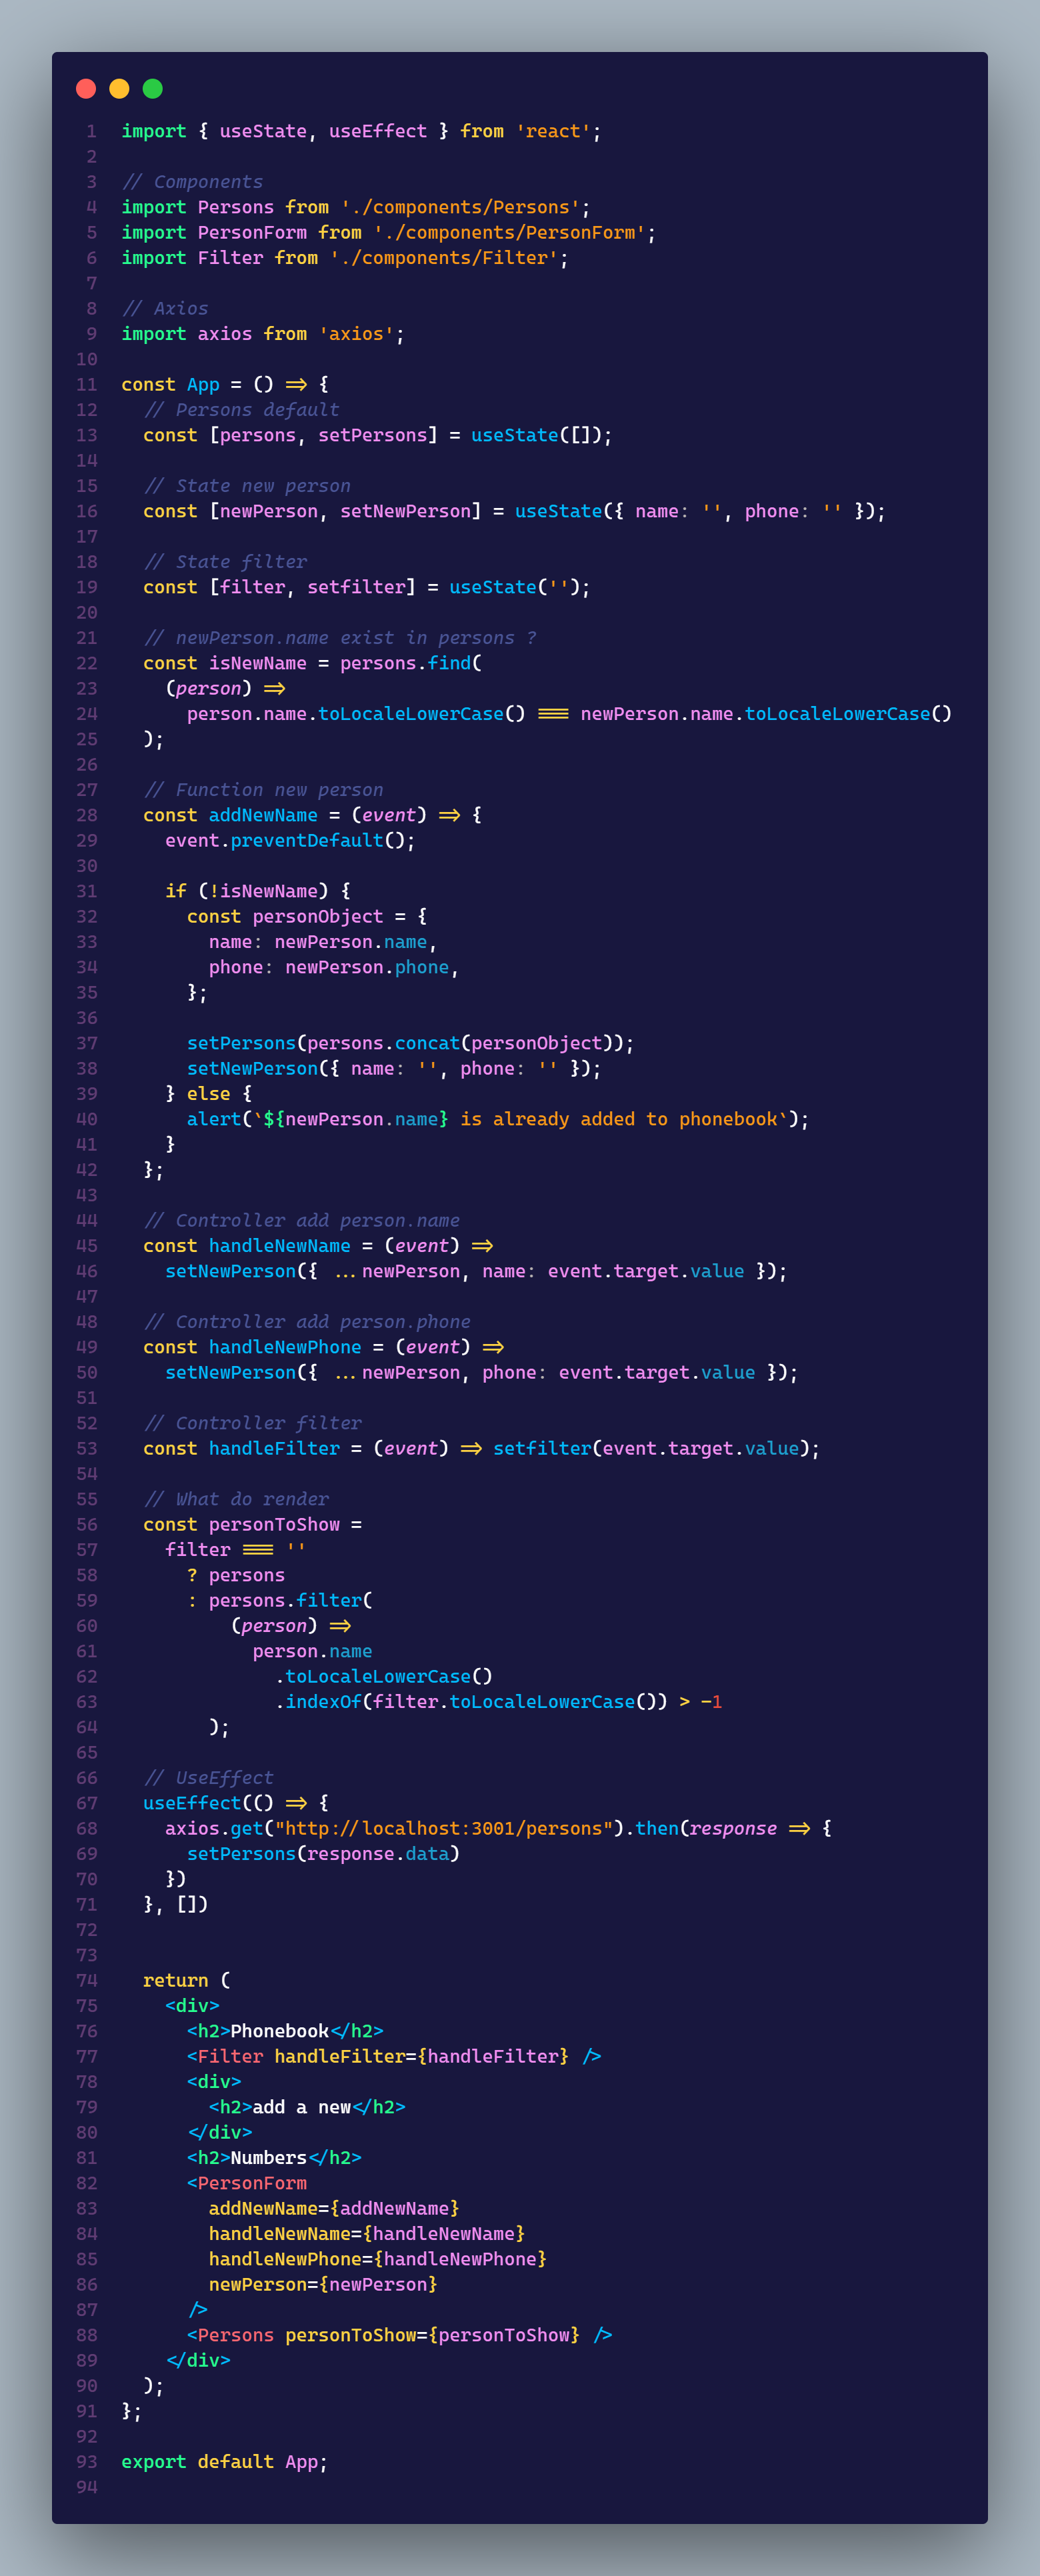 1 import { useState, useEffect } from 'react';
2
3 // Components
4 import Persons from './components/Persons';
5 import PersonForm from './components/PersonForm';
6 import Filter from './components/Filter';
7
8 // Axios
9 import axios from 'axios';
10
11 const App = () => {
12   // Persons default
13   const [persons, setPersons] = useState([]);
14
15   // State new person
16   const [newPerson, setNewPerson] = useState({ name: '', phone: '' });
17
18   // State filter
19   const [filter, setfilter] = useState('');
20
21   // newPerson.name exist in persons ?
22   const isNewName = persons.find(
23     (person) =>
24       person.name.toLocaleLowerCase() === newPerson.name.toLocaleLowerCase()
25   );
26
27   // Function new person
28   const addNewName = (event) => {
29     event.preventDefault();
30
31     if (!isNewName) {
32       const personObject = {
33         name: newPerson.name,
34         phone: newPerson.phone,
35       };
36
37       setPersons(persons.concat(personObject));
38       setNewPerson({ name: '', phone: '' });
39     } else {
40       alert(`${newPerson.name} is already added to phonebook`);
41     }
42   };
43
44   // Controller add person.name
45   const handleNewName = (event) =>
46     setNewPerson({ ...newPerson, name: event.target.value });
47
48   // Controller add person.phone
49   const handleNewPhone = (event) =>
50     setNewPerson({ ...newPerson, phone: event.target.value });
51
52   // Controller filter
53   const handleFilter = (event) => setfilter(event.target.value);
54
55   // What do render
56   const personToShow =
57     filter === ''
58       ? persons
59       : persons.filter(
60           (person) =>
61             person.name
62               .toLocaleLowerCase()
63               .indexOf(filter.toLocaleLowerCase()) > -1
64         );
65
66   // UseEffect
67   useEffect(() => {
68     axios.get("http://localhost:3001/persons").then(response => {
69       setPersons(response.data)
70     })
71   }, [])
72
73
74   return (
75     <div>
76       <h2>Phonebook</h2>
77       <Filter handleFilter={handleFilter} />
78       <div>
79         <h2>add a new</h2>
80       </div>
81       <h2>Numbers</h2>
82       <PersonForm
83         addNewName={addNewName}
84         handleNewName={handleNewName}
85         handleNewPhone={handleNewPhone}
86         newPerson={newPerson}
87       />
88       <Persons personToShow={personToShow} />
89     </div>
90   );
91 };
92
93 export default App;
94